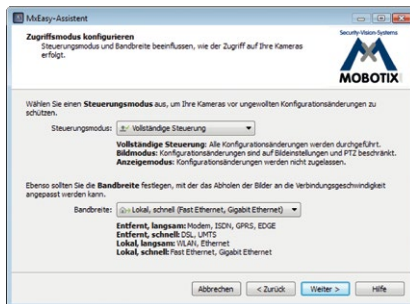 MxEasy-Assistent
Zugriffsmodus konfigurieren
Steuerungsmodus und Bandbreite beeinflussen, wie der Zugriff auf Ihre Kameras
erfolgt.
Security-Vision-Systems
MOBOTIX
Wählen Sie einen Steuerungsmodus aus, um Ihre Kameras vor ungewollten Konfigurationsänderungen zu
schützen.
Steuerungsmodus: Vollständige Steuerung
Vollständige Steuerung: Alle Konfigurationen werden durchgeführt.
Bildmodus: Konfigurationsänderungen sind auf Bildeinstellungen und PTZ beschränkt.
Anzeigemodus: Konfigurationsänderungen werden nicht zugelassen.
Ebenso sollten Sie die Bandbreite festlegen, mit der das Abholen der Bilder an die Verbindungsgeschwindigkeit
angepasst werden kann.
Bandbreite: Lokal, schnell (Fast Ethernet, Gigabit Ethernet)
Entfernt, langsam: Modem, ISDN, GPRS, EDGE
Entfernt, schnell: DSL, UMTS
Lokal, langsam: WLAN, Ethernet
Lokal, schnell: Fast Ethernet, Gigabit Ethernet
Abbrechen < Zurück Weiter > Hilfe